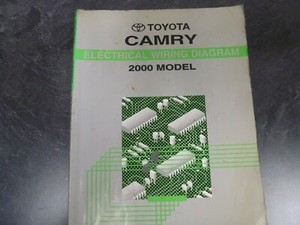 TOYOTA
CAMRY
ELECTRICAL WIRING DIAGRAM
2000 MODEL